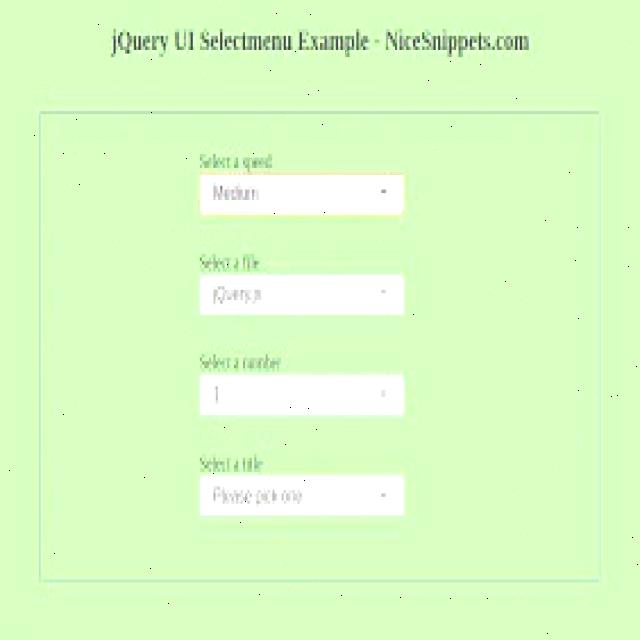 jQuery UI Selectmenu Example - NiceSnippets.com
Select a speed
Medium
Select a file
jQuery.js
Select a number
1
Select a title
Please pick one